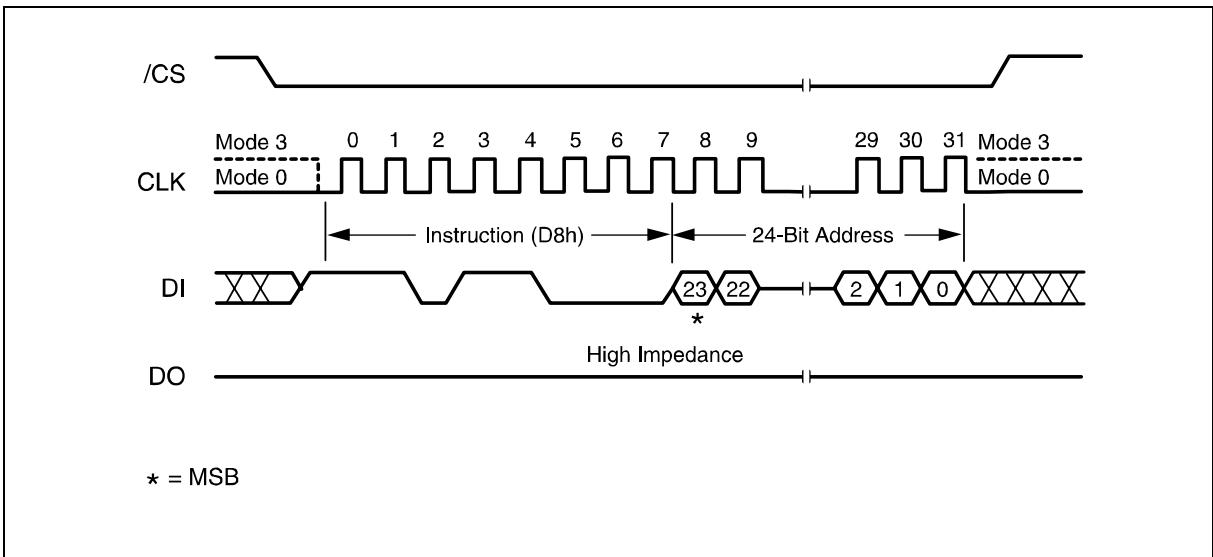 /CS
Mode 3 0 1 2 3 4 5 6 7 8 9 29 30 31 Mode 3
CLK Mode 0 Mode 0
Instruction (D8h) 24-Bit Address
DI 23 22 2 1 0
*
High Impedance
DO
* = MSB